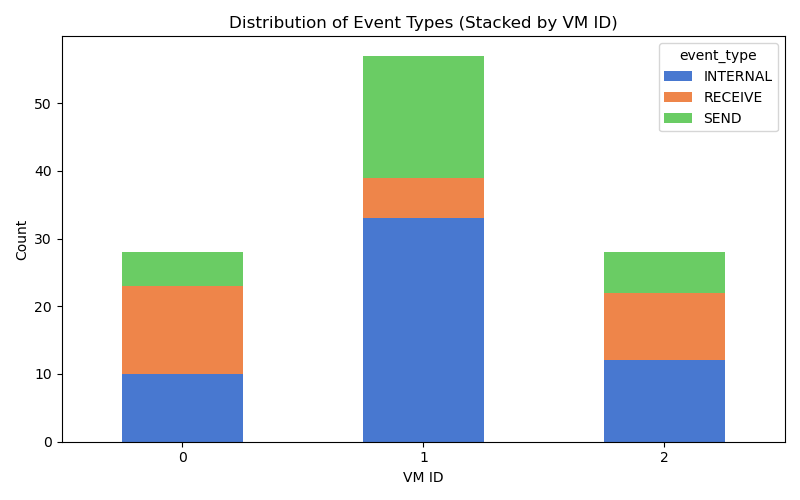 Distribution of Event Types (Stacked by VM ID)
event_type
INTERNAL
RECEIVE
SEND
Count
50
40
30
20
10
0
0 1 2
VM ID